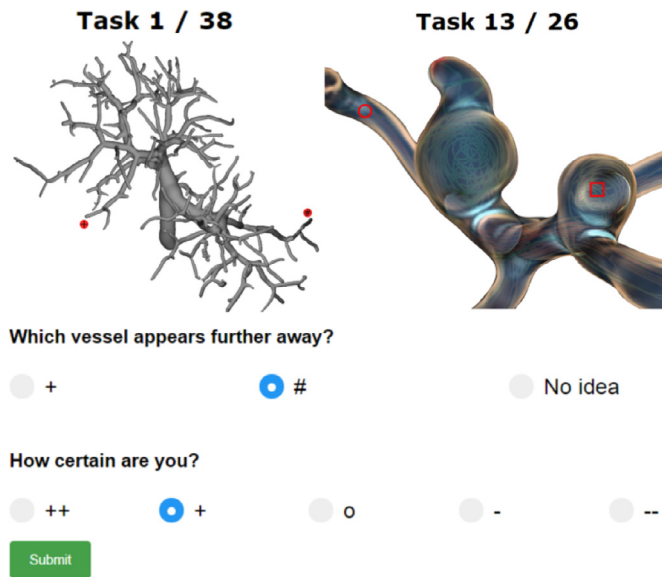 Task 1 / 38
Task 13 / 26
Which vessel appears further away?
+ # No idea
How certain are you?
++ + o - --
Submit